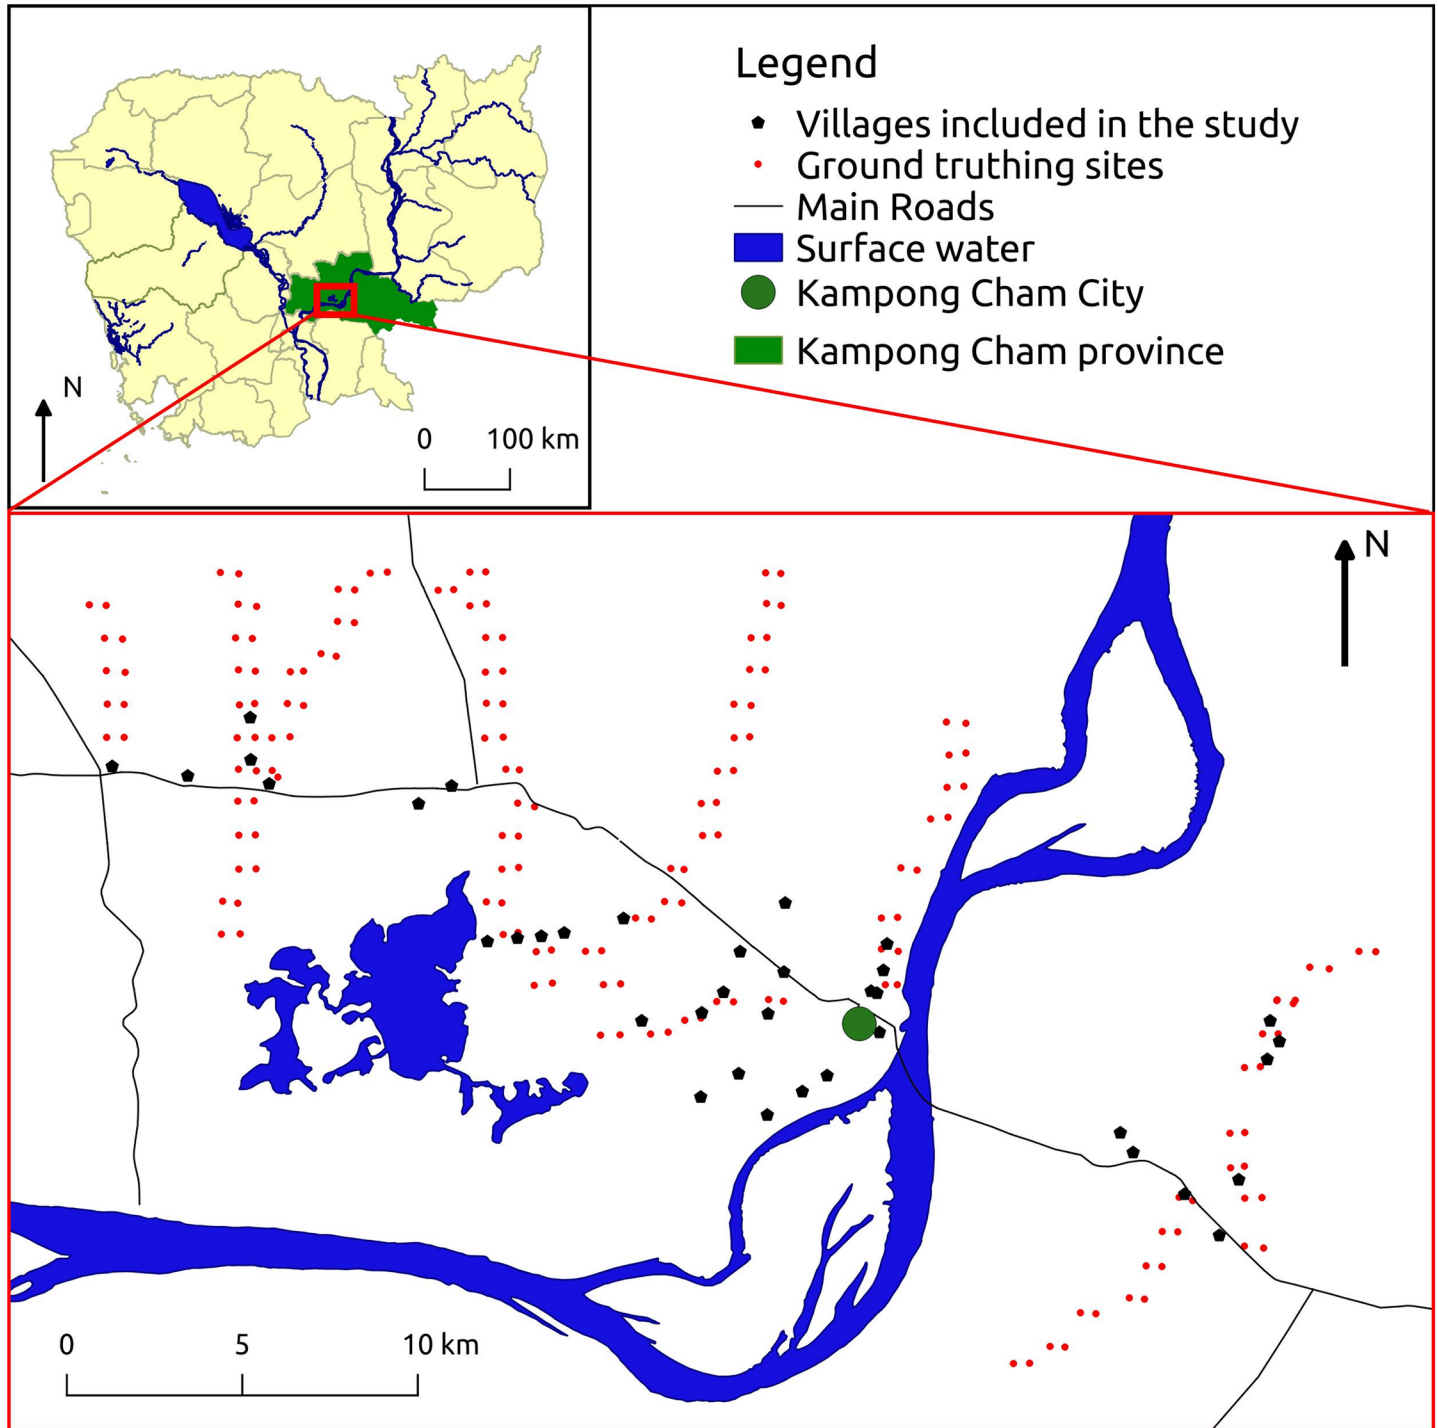 Legend
Villages included in the study
Ground truthing sites
Main Roads
Surface water
Kampong Cham City
Kampong Cham province
N
0 100 km
N
0 5 10 km